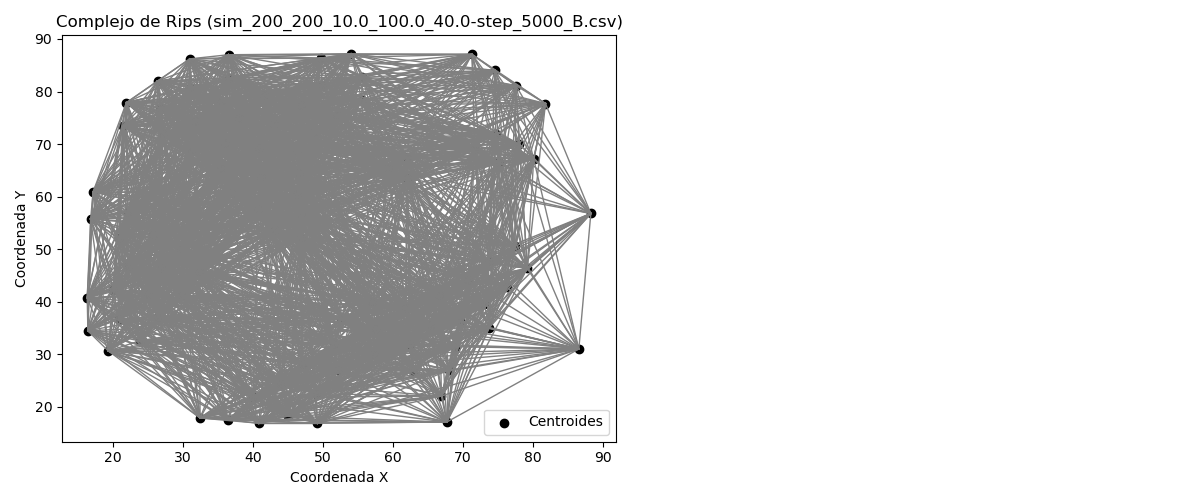 Complejo de Rips (sim_200_200_10.0_100.0_40.0-step_5000_B.csv)
90
80
70
60
50
40
30
20
Coordenada Y
Centroides
20 30 40 50 60 70 80 90
Coordenada X